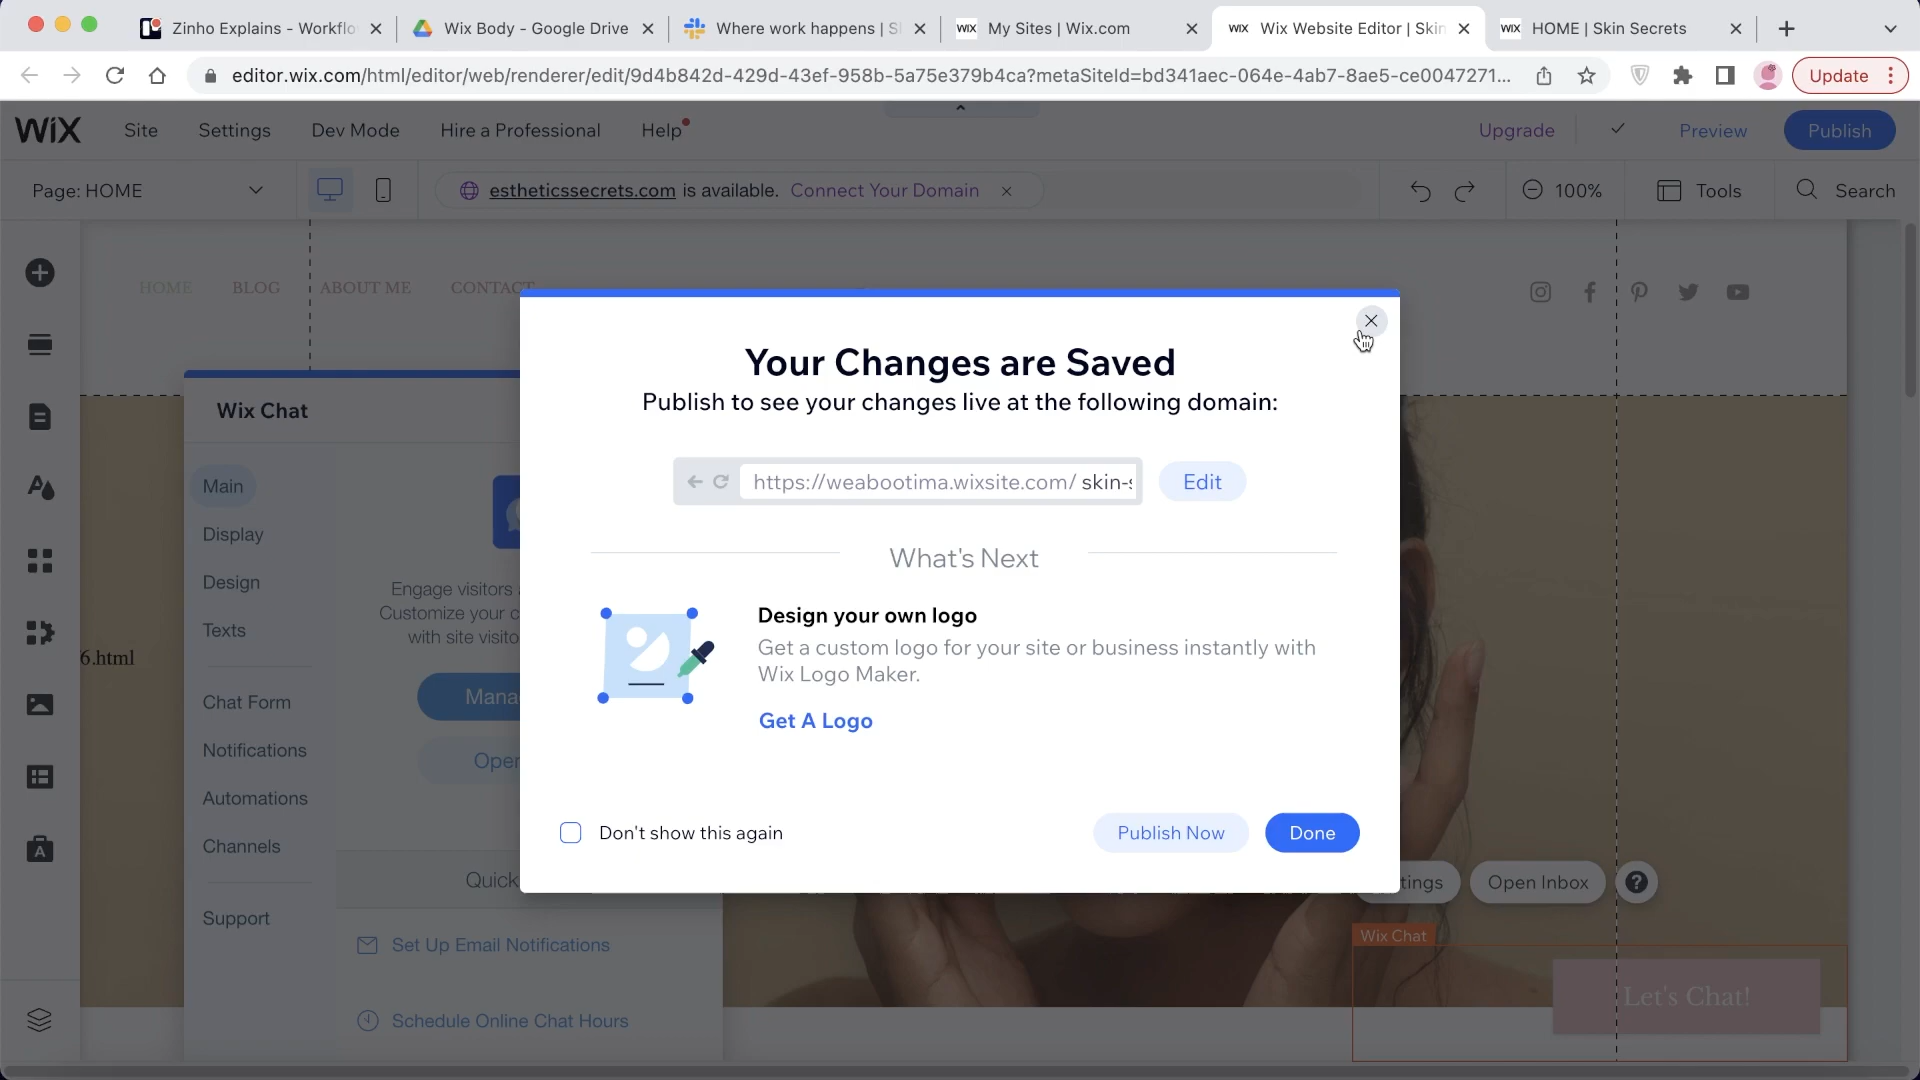 Zinho Explains - Workflo
Wix Body - Google Drive
Where work happens | Sl
WiX My Sites | Wix.com
WiX Wix Website Editor | Skin
WiX HOME | Skin Secrets
editor.wix.com/html/editor/web/renderer/edit/9d4b842d-429d-43ef-958b-5a75e379b4ca?metaSiteId=bd341aec-064e-4ab7-8ae5-ce0047271...
Update
WiX Site Settings Dev Mode Hire a Professional Help Upgrade Preview Publish
Page: HOME
estheticssecrets.com is available. Connect Your Domain
100% Tools Search
HOME BLOG ABOUT ME CONTACT
Your Changes are Saved
Publish to see your changes live at the following domain:
https://weabootima.wixsite.com/ skin-s
Edit
What's Next
Design your own logo
Get a custom logo for your site or business instantly with
Wix Logo Maker.
Get A Logo
Don't show this again
Publish Now
Done
Wix Chat
Main
Display
Design
Texts
Chat Form
Notifications
Automations
Channels
Support
Engage visitors
Customize your c
with site visito
Mana
Oper
Quick
Set Up Email Notifications
Schedule Online Chat Hours
6.html
tings
Open Inbox
?
Wix Chat
Let's Chat!